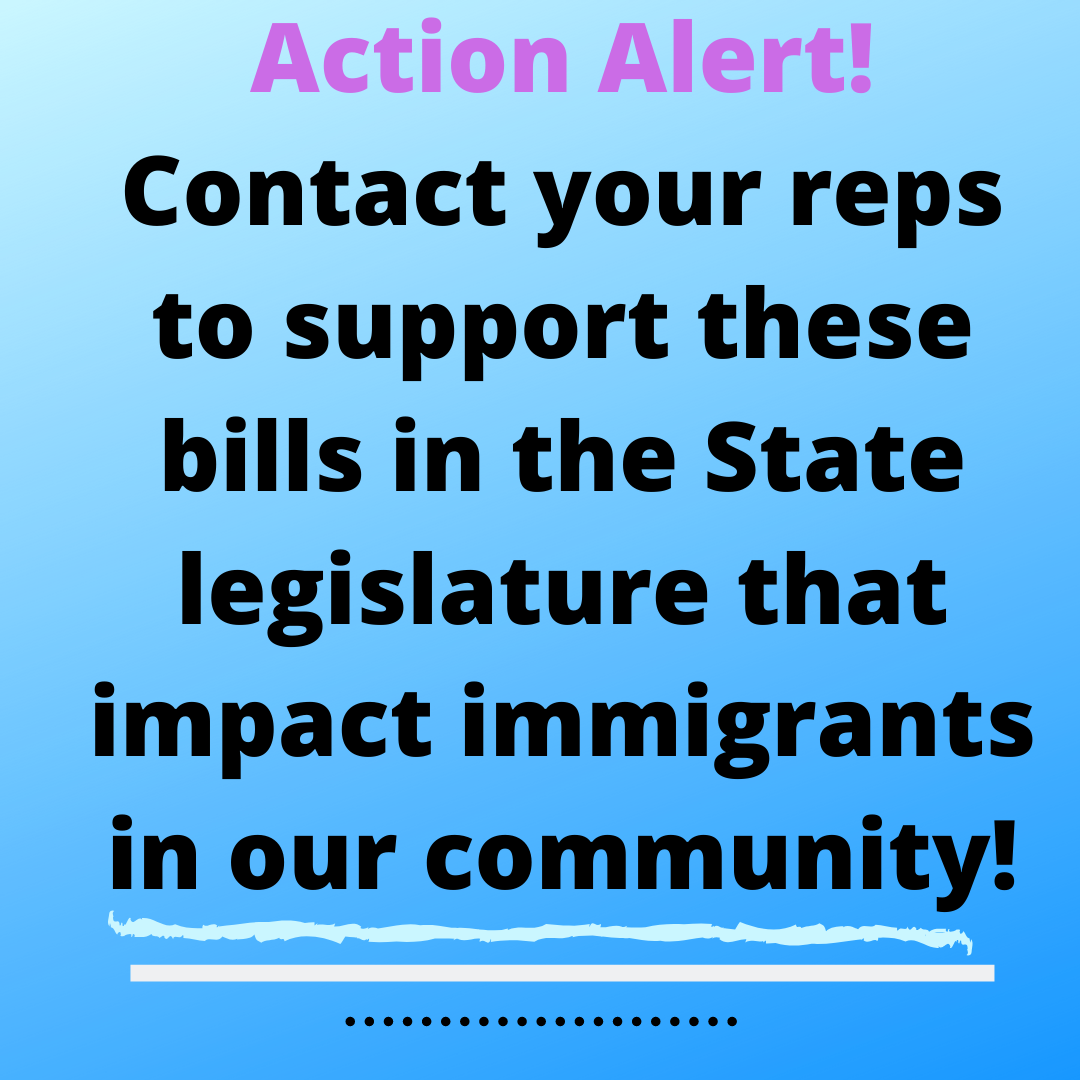 Action Alert!
Contact your reps
to support these
bills in the State
legislature that
impact immigrants
in our community!